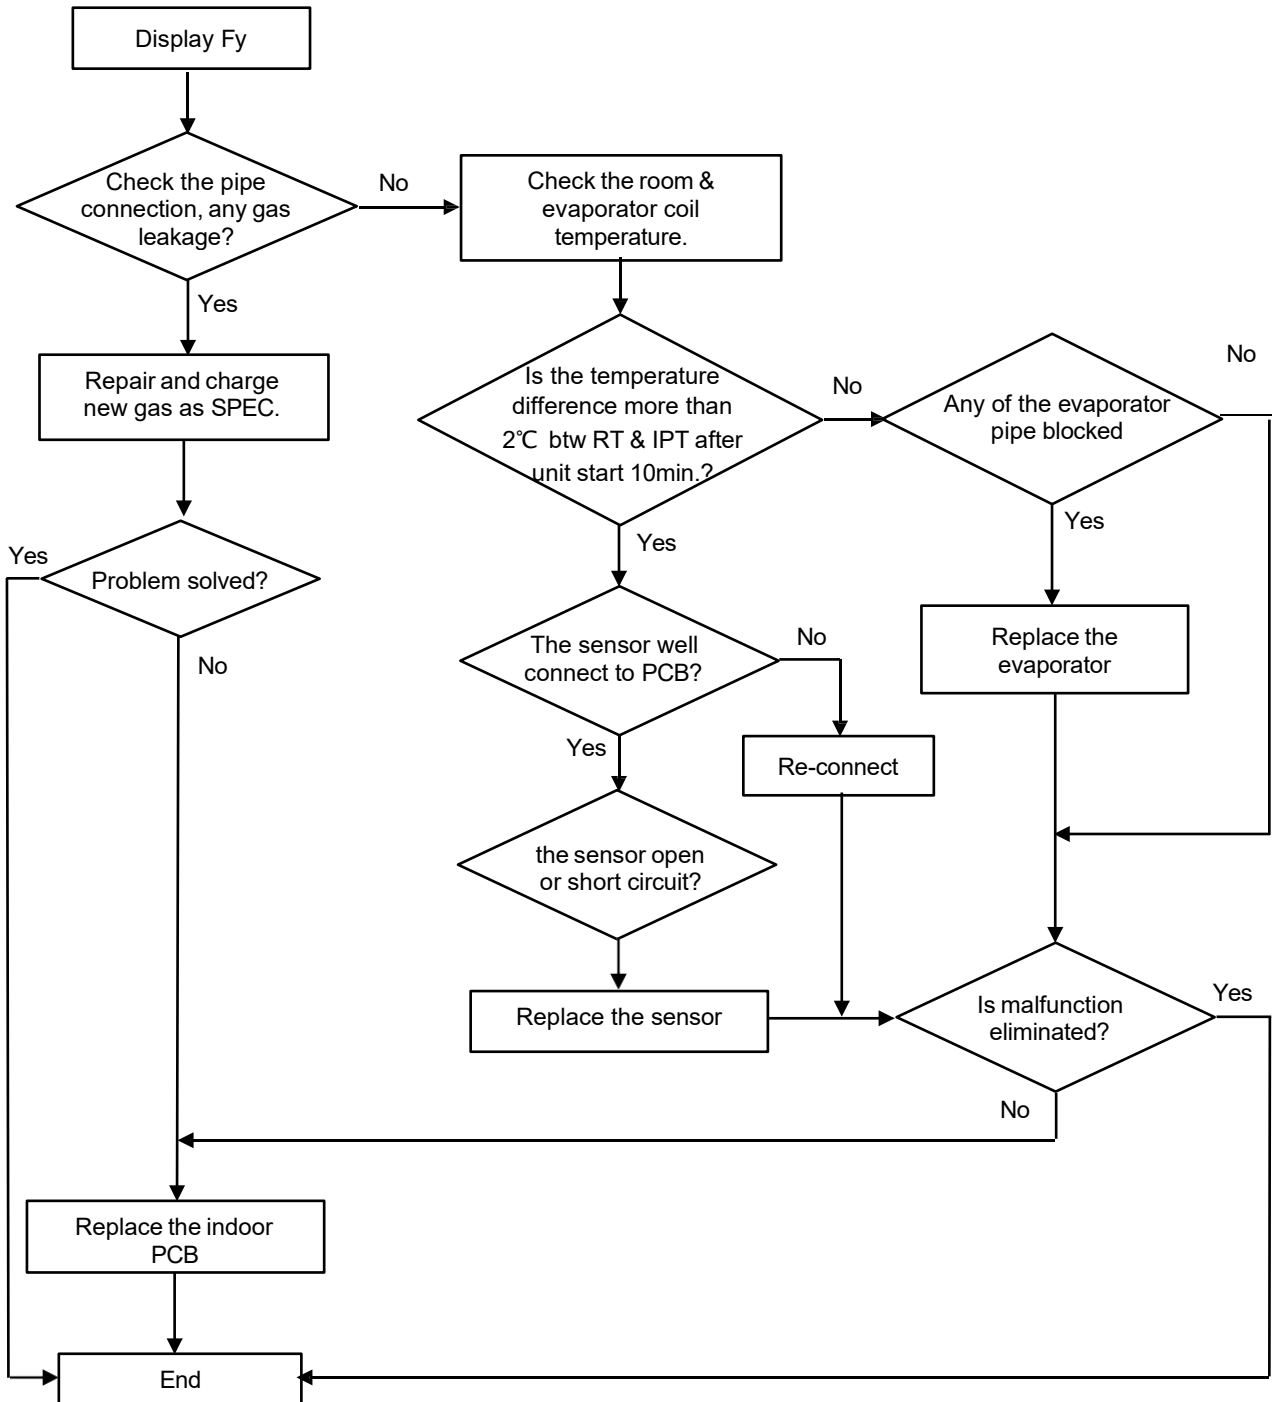 Display Fy
Check the pipe
connection, any gas
leakage?
No
Check the room &
evaporator coil
temperature.
Yes
Repair and charge
new gas as SPEC.
Is the temperature
difference more than
2℃ btw RT & IPT after
unit start 10min.?
No
Any of the evaporator
pipe blocked
No
Yes
Yes
Yes
Problem solved?
No
The sensor well
connect to PCB?
No
Replace the
evaporator
Yes
Re-connect
the sensor open
or short circuit?
Replace the sensor
Is malfunction
eliminated?
Yes
No
Replace the indoor
PCB
End